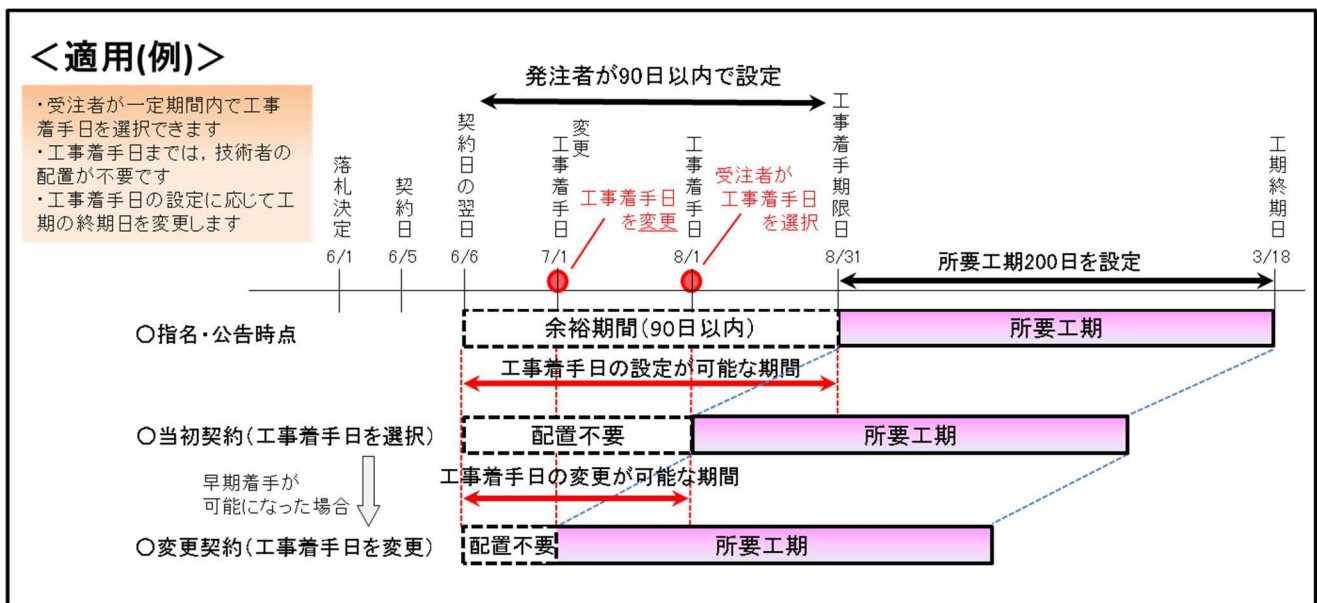 ＜適用(例)＞
・受注者が一定期間内で工事
着手日を選択できます
・工事着手日までは，技術者の
配置が不要です
・工事着手日の設定に応じて工
期の終期日を変更します
発注者が90日以内で設定
落札決定
契約日
契約日の翌日
変更
工事着手日
工事着手日
を変更
工事着手日
受注者が
工事着手日
を選択
工事着手期限日
工期終期日
6/1
6/5
6/6
7/1
8/1
8/31
3/18
所要工期200日を設定
○指名・公告時点
余裕期間(90日以内)
所要工期
工事着手日の設定が可能な期間
○当初契約(工事着手日を選択)
配置不要
所要工期
早期着手が
可能になった場合
工事着手日の変更が可能な期間
○変更契約(工事着手日を変更)
配置不要
所要工期